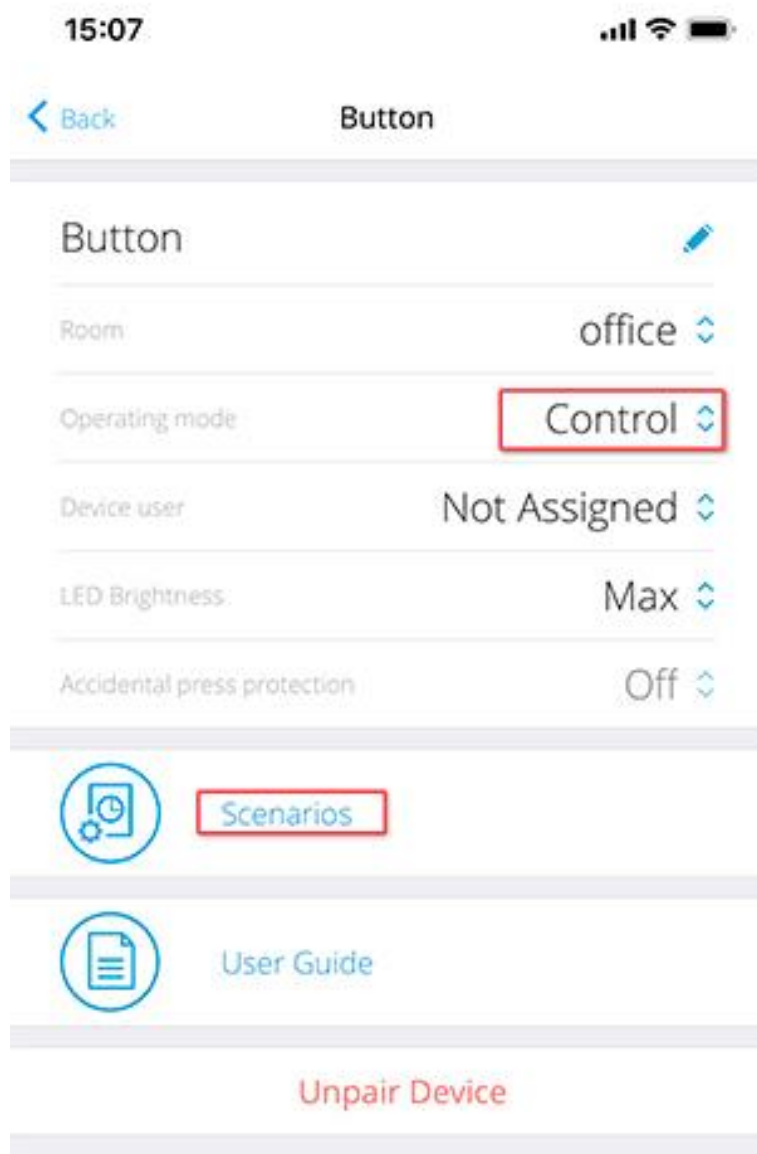 15:07
Back Button
Button
Room office
Operating mode Control
Device user Not Assigned
LED Brightness Max
Accidental press protection Off
Scenarios
User Guide
Unpair Device